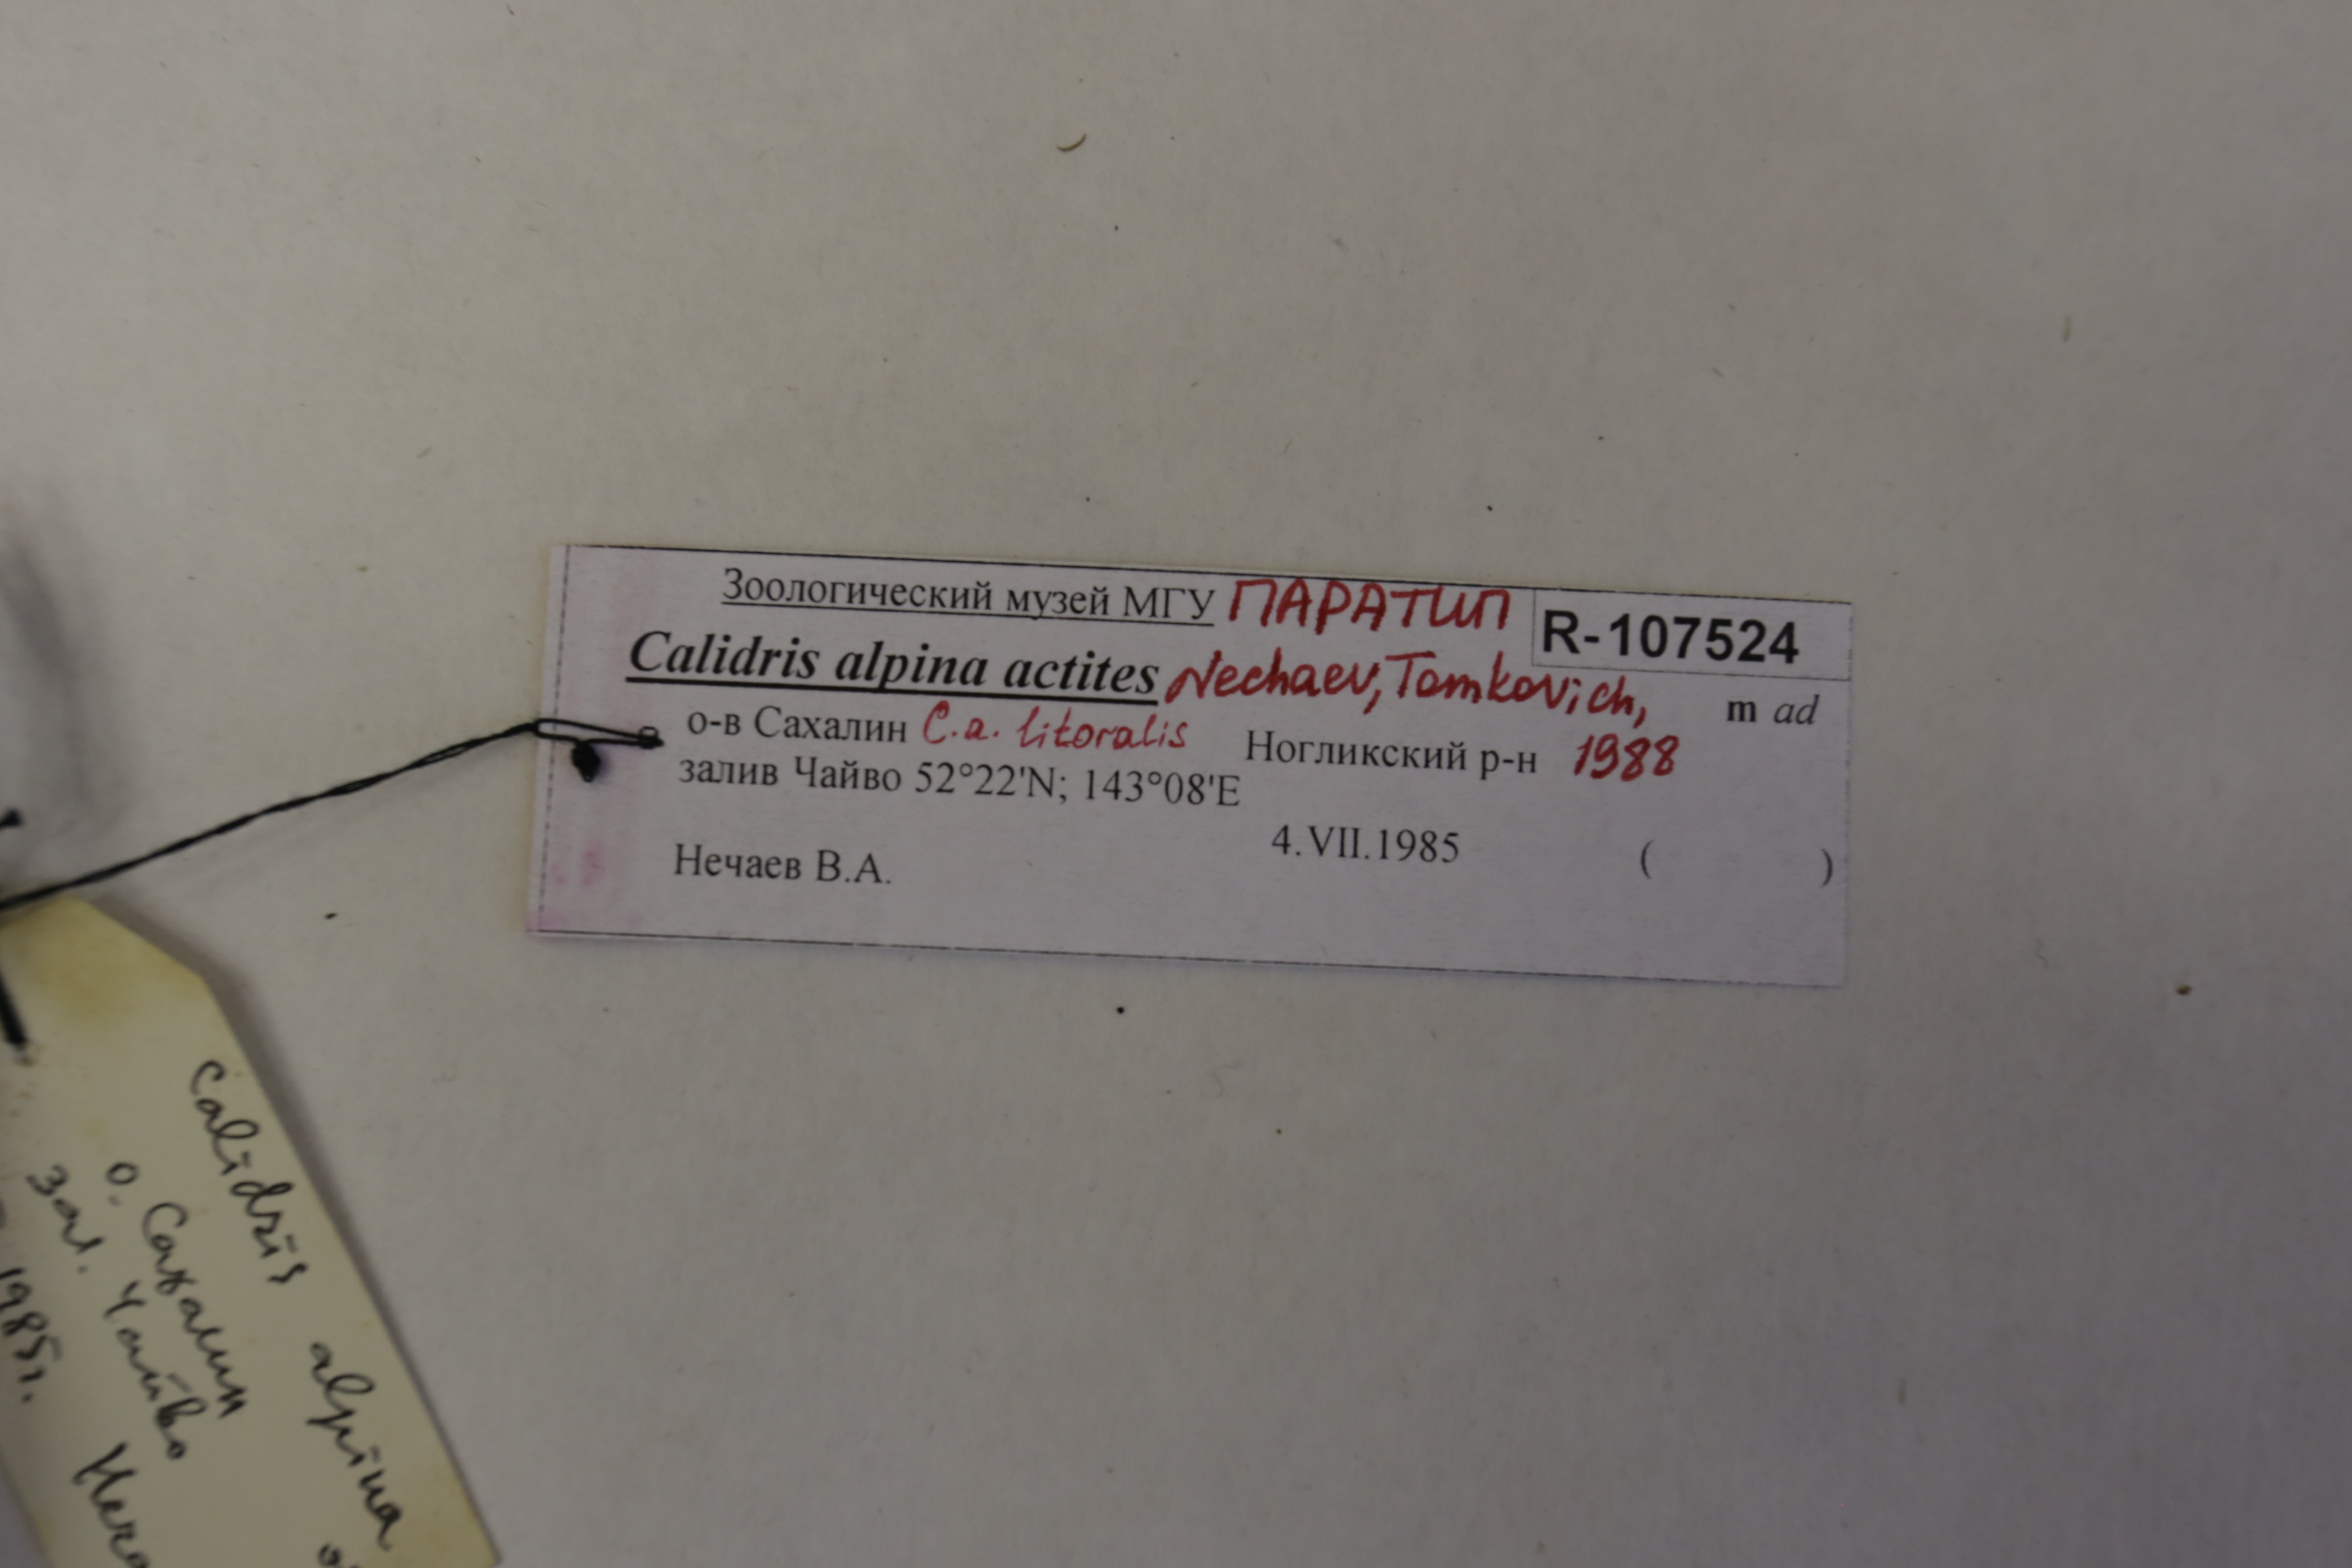 Зоологический музей МГУ ПАРАТИП R-107524
Calidris alpina actites Nechaev, Tomkovich,
m ad
о-в Сахалин C.a. litoralis Ногликский р-н 1988
залив Чайво 52°22'N; 143°08'E
4.VII.1985 ( )
Нечаев В.А.
Calidris alpina
о. Сахалин
зал. Чайво
1985г.